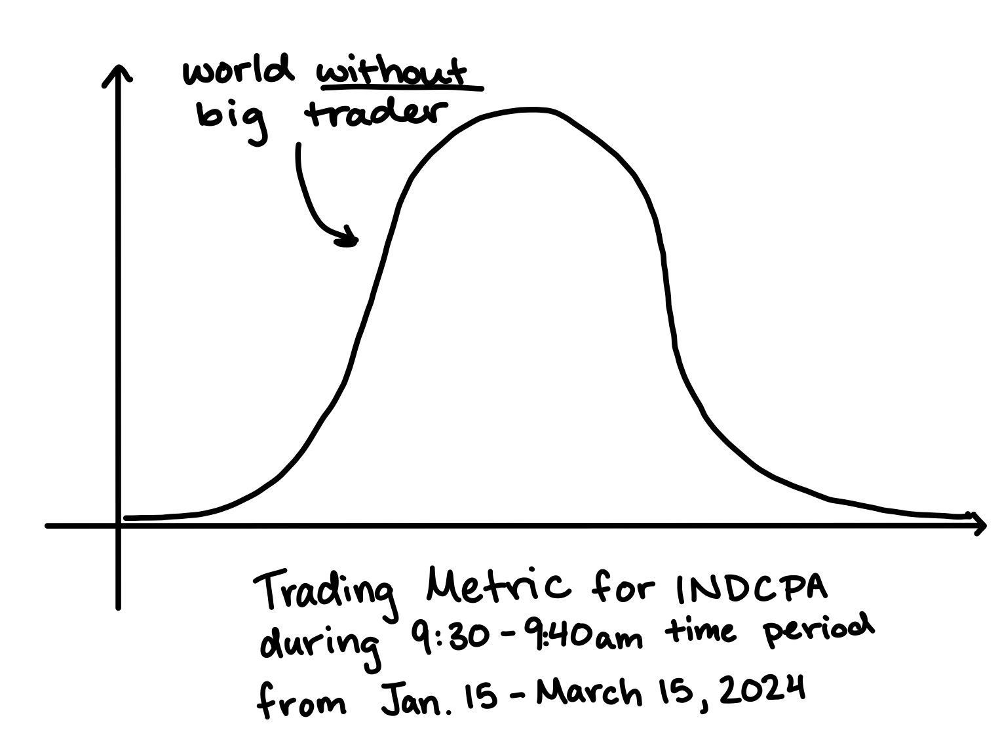 world without
big trader
Trading Metric for INDCPA
during 9:30-9:40am time period
from Jan. 15 - March 15, 2024